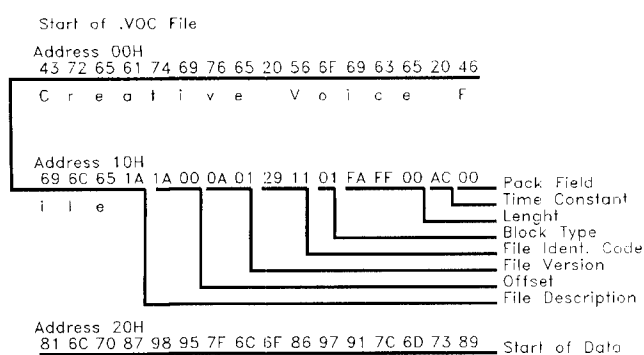 Start of .VOC File
Address 00H
43 72 65 61 74 69 76 65 20 56 6F 69 63 65 20 46
C r e a t i v e V o i c e F
Address 10H
69 6C 65 1A 1A 00 0A 01 29 11 01 FA FF 00 AC 00
i l e
Pack Field
Time Constant
Lenght
Block Type
File Ident. Code
File Version
Offset
File Description
Address 20H
81 6C 70 87 98 95 7F 6C 6F 86 97 91 7C 6D 73 89
Start of Data